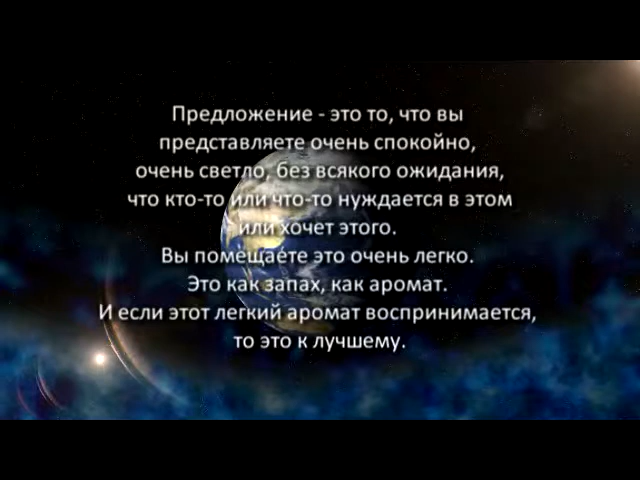 Предложение - это то, что вы
представляете очень спокойно,
очень светло, без всякого ожидания,
что кто-то или что-то нуждается в этом
или хочет этого.
Вы помещаете это очень легко.
Это как запах, как аромат.
И если этот легкий аромат воспринимается,
то это к лучшему.